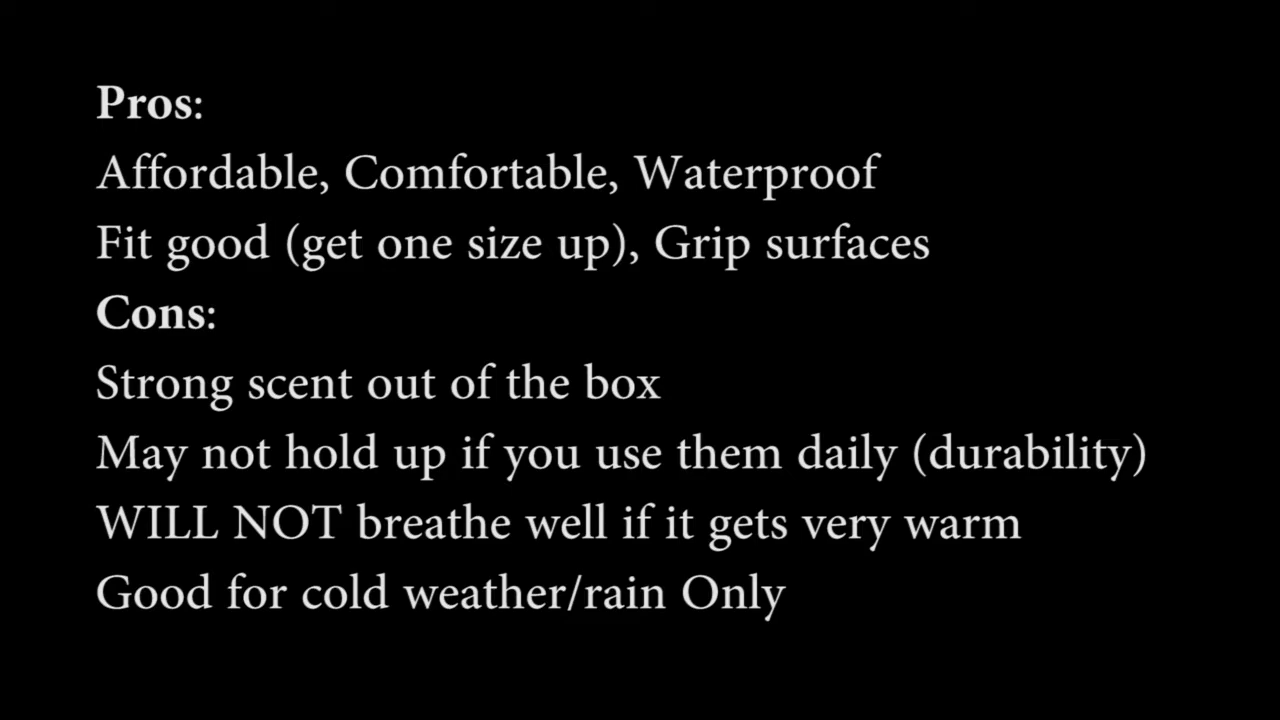 Pros:
Affordable, Comfortable, Waterproof
Fit good (get one size up), Grip surfaces
Cons:
Strong scent out of the box
May not hold up if you use them daily (durability)
WILL NOT breathe well if it gets very warm
Good for cold weather/rain Only